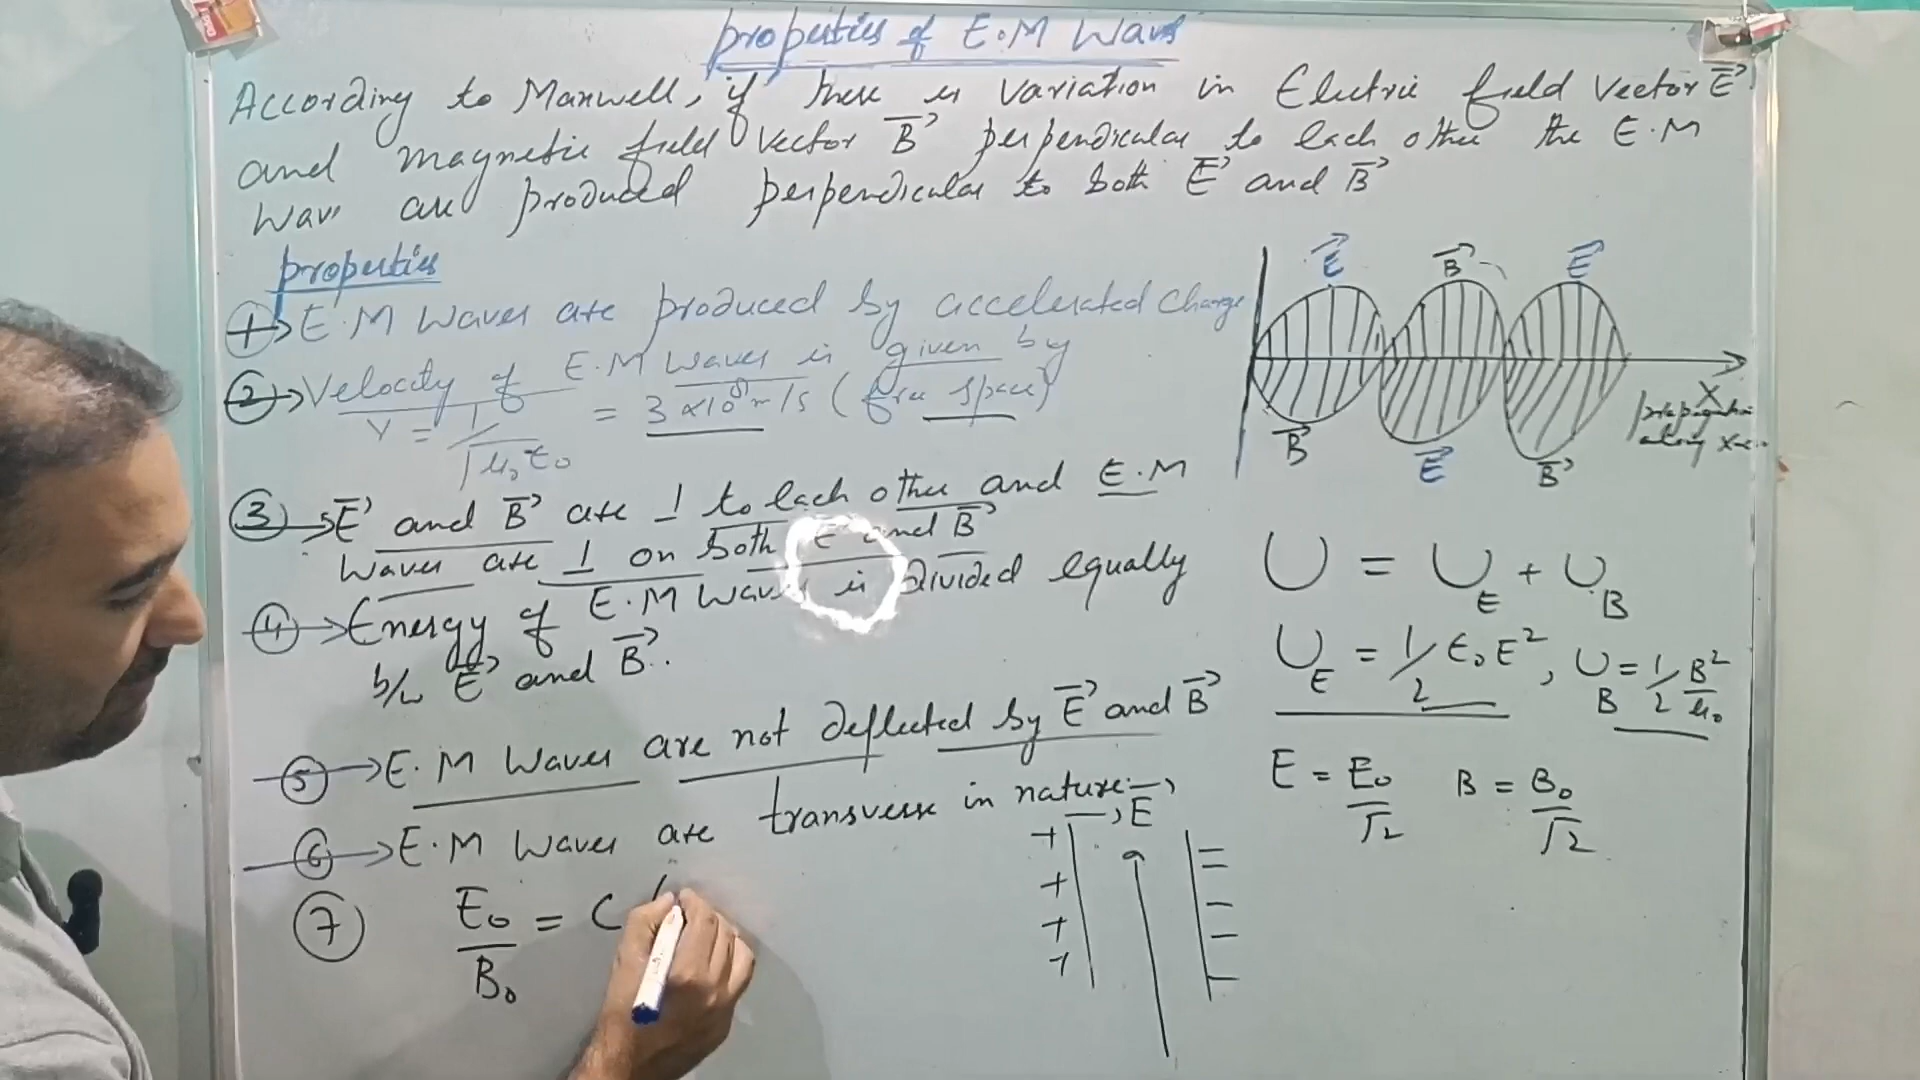 properties of E.M Wavs
According to Maxwell, if there is variation in Electric field vector E⃗
and magnetic field vector B⃗ perpendicular to each other the E.M
Wav are produced perpendicular to both E⃗ and B⃗
properties
① → E.M Waves are produced by accelerated charge
② → Velocity of E.M Waves is given by
V = 1/√μ₀ε₀ = 3×10⁸ m/s (free space)
③ → E⃗ and B⃗ are ⊥ to each other and E.M
Waves are ⊥ on both E⃗ and B⃗
④ → Energy of E.M Waves is divided equally
b/w E⃗ and B⃗.
⑤ → E.M Waves are not deflected by E⃗ and B⃗
⑥ → E.M Waves are transverse in nature:
⑦ E₀/B₀ = C (
E⃗ B⃗ E⃗
B⃗ E⃗ B⃗
X
propagation
along
U = U_E + U_B
U_E = 1/2 ε₀E², U_B = 1/2 B²/μ₀
E = E₀/√2 B = B₀/√2
E⃗
+ =
+ −
+ −
+ −